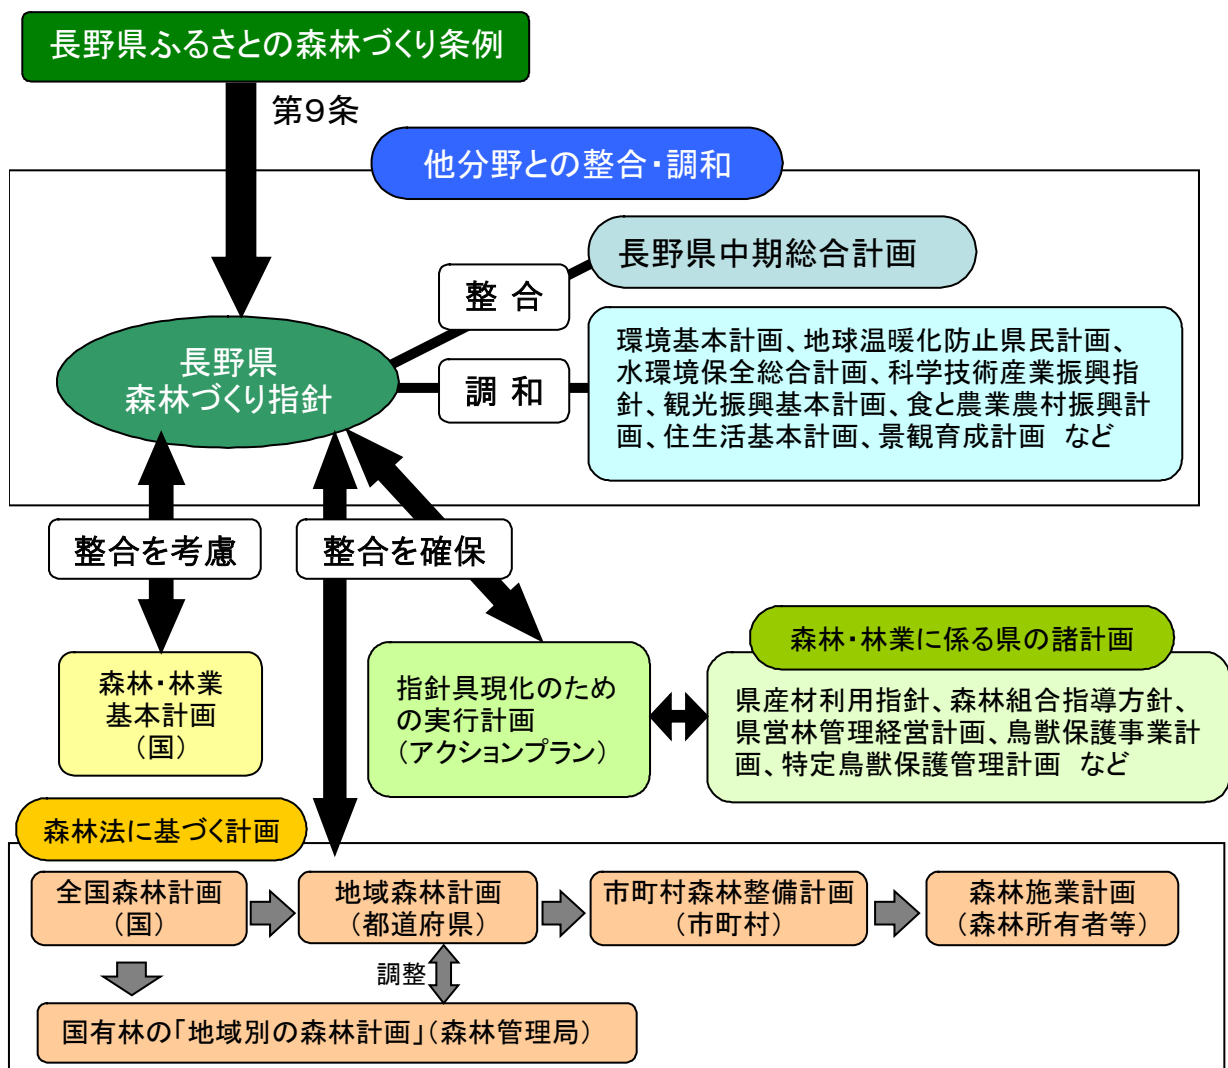 長野県ふるさとの森林づくり条例
第9条
他分野との整合・調和
長野県中期総合計画
整 合
長野県
森林づくり指針
調 和
環境基本計画、地球温暖化防止県民計画、
水環境保全総合計画、科学技術産業振興指
針、観光振興基本計画、食と農業農村振興計
画、住生活基本計画、景観育成計画 など
整合を考慮
整合を確保
森林・林業
基本計画
（国）
指針具現化のため
の実行計画
（アクションプラン）
森林・林業に係る県の諸計画
県産材利用指針、森林組合指導方針、
県営林管理経営計画、鳥獣保護事業計
画、特定鳥獣保護管理計画 など
森林法に基づく計画
全国森林計画
（国）
地域森林計画
（都道府県）
市町村森林整備計画
（市町村）
森林施業計画
（森林所有者等）
調整
国有林の「地域別の森林計画」（森林管理局）